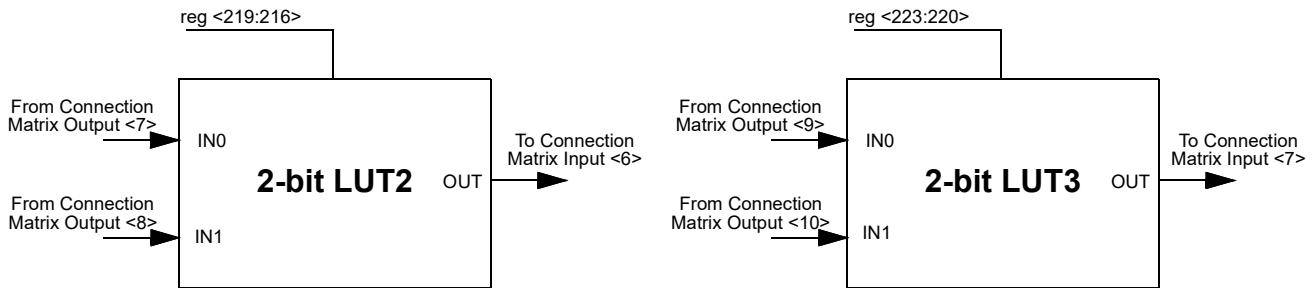 reg <219:216>
From Connection
Matrix Output <7>
IN0
2-bit LUT2
OUT
To Connection
Matrix Input <6>
From Connection
Matrix Output <8>
IN1
reg <223:220>
From Connection
Matrix Output <9>
IN0
2-bit LUT3
OUT
To Connection
Matrix Input <7>
From Connection
Matrix Output <10>
IN1